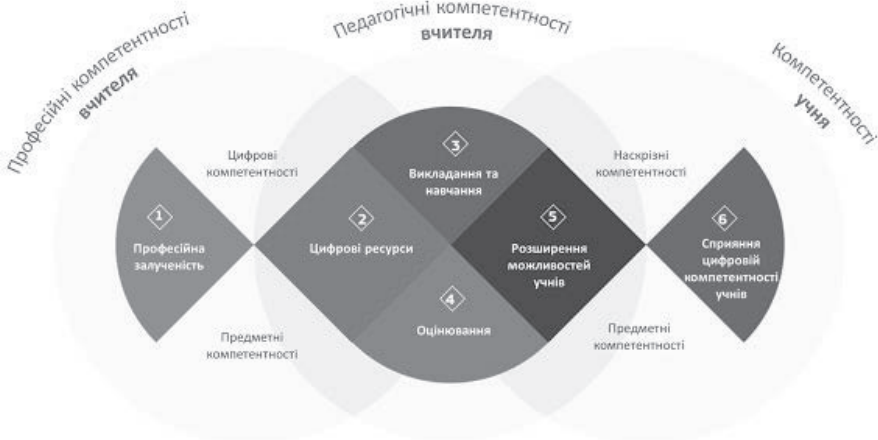 Професійні компетентності
вчителя
Педагогічні компетентності
вчителя
Компетентності
учня
Цифрові
компетентності
Наскрізні
компетентності
1
Професійна
залученість
2
Цифрові ресурси
3
Викладання та
навчання
4
Оцінювання
5
Розширення
можливостей
учнів
6
Сприяння
цифровій
компетентності
учнів
Предметні
компетентності
Предметні
компетентності